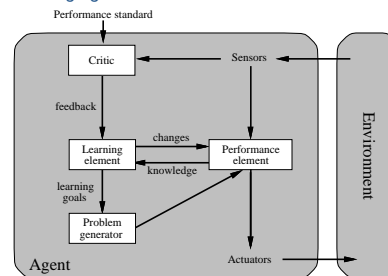 Performance standard
Critic
Sensors
feedback
changes
Learning
element
Performance
element
knowledge
learning
goals
Problem
generator
Agent
Actuators
Environment